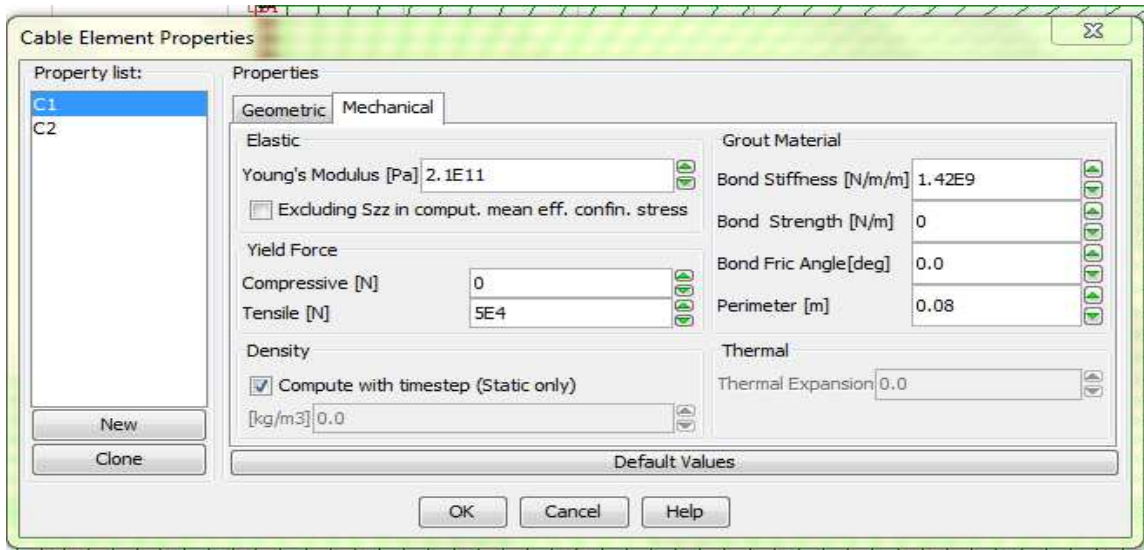 Cable Element Properties
Property list:
C1
C2
New
Clone
Properties
Geometric Mechanical
Elastic
Young's Modulus [Pa] 2.1E11
Excluding Szz in comput. mean eff. confin. stress
Yield Force
Compressive [N] 0
Tensile [N] 5E4
Density
Compute with timestep (Static only)
[kg/m3] 0.0
Grout Material
Bond Stiffness [N/m/m] 1.42E9
Bond Strength [N/m] 0
Bond Fric Angle[deg] 0.0
Perimeter [m] 0.08
Thermal
Thermal Expansion 0.0
Default Values
OK Cancel Help